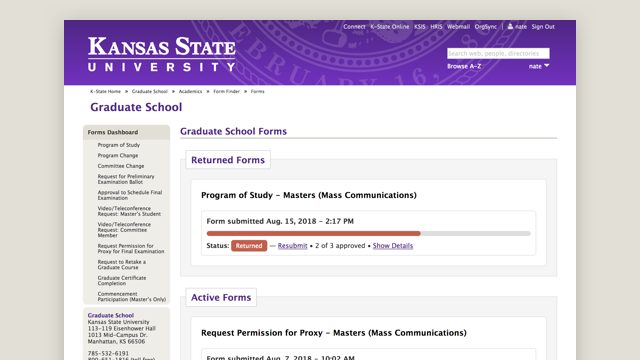 Connect K-State Online KSIS HRIS Webmail OrgSync | nate Sign Out
KANSAS STATE
UNIVERSITY
Search web, people, directories
Browse A-Z nate
FEBRUARY 16, 
K-State Home » Graduate School » Academics » Form Finder » Forms
Graduate School
Forms Dashboard
Program of Study
Program Change
Committee Change
Request for Preliminary
Examination Ballot
Approval to Schedule Final
Examination
Video/Teleconference
Request: Master's Student
Video/Teleconference
Request: Committee
Member
Request Permission for
Proxy for Final Examination
Request to Retake a
Graduate Course
Graduate Certificate
Completion
Commencement
Participation (Master's Only)
Graduate School
Kansas State University
113-119 Eisenhower Hall
1013 Mid-Campus Dr.
Manhattan, KS 66506
785-532-6191
Graduate School Forms
Returned Forms
Program of Study - Masters (Mass Communications)
Form submitted Aug. 15, 2018 - 2:17 PM
Status: Returned — Resubmit • 2 of 3 approved • Show Details
Active Forms
Request Permission for Proxy - Masters (Mass Communications)
Form submitted Aug. 7, 2018 - 10:02 AM